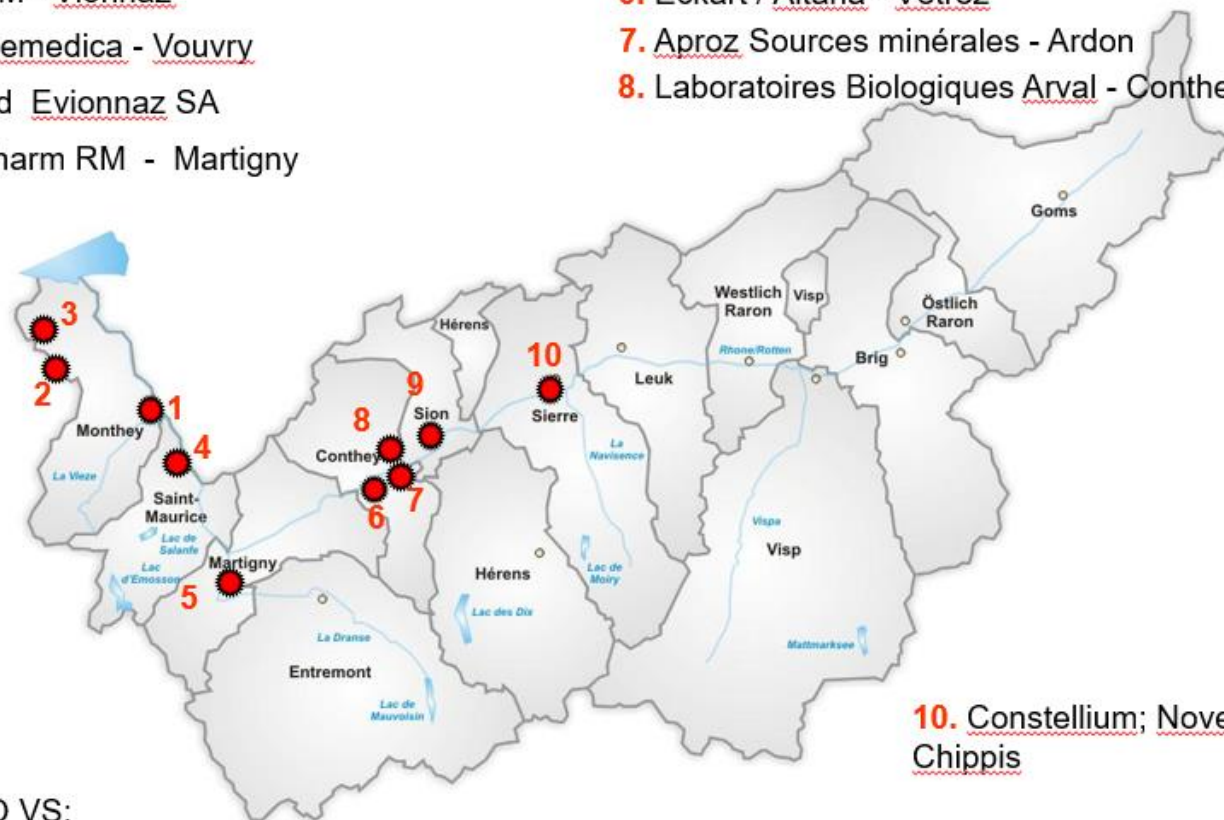 Vionnaz
emedica - Vouvry
d Evionnaz SA
harm RM - Martigny
7. Aproz Sources minérales - Ardon
8. Laboratoires Biologiques Arval - Conthe
Goms
3
2
1
Monthey
La Vieze
4
Saint-
Maurice
Lac de
Salanfe
Lac
d'Emosson
Martigny
5
Hérens
9
Sion
8
Conthey
6
7
10
Sierre
La
Navisence
Leuk
Westlich
Raron
Visp
Rhone/Rotten
Östlich
Raron
Brig
Vispa
Visp
Hérens
Lac de
Moiry
Lac des Dix
Mattmarksee
La Dranse
Entremont
Lac de
Mauvoisin
10. Constellium; Nove
Chippis
VS: